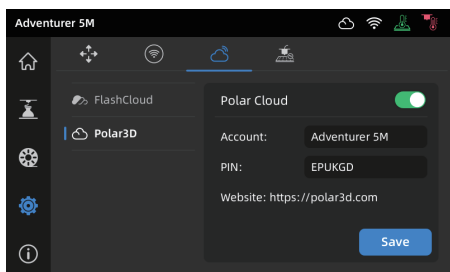 Adventurer 5M
FlashCloud
Polar3D
Polar Cloud
Account: Adventurer 5M
PIN: EPUKGD
Website: https://polar3d.com
Save